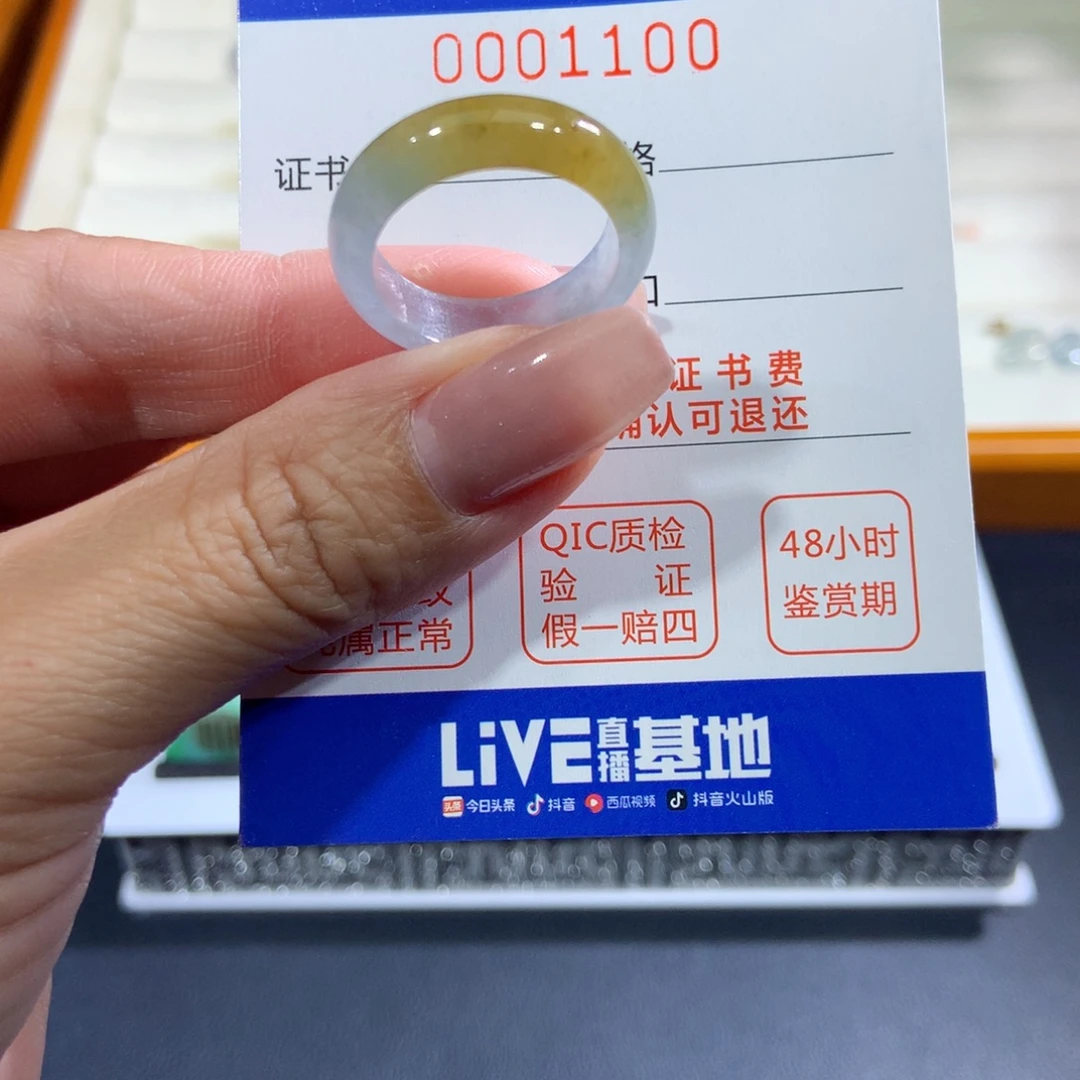 0001100
证书
格
口
证书费
确认可退还
QIC质检
验 证
假一赔四
48小时
鉴赏期
属正常
LiVE直播基地
头条 今日头条 抖音 西瓜视频 抖音火山版